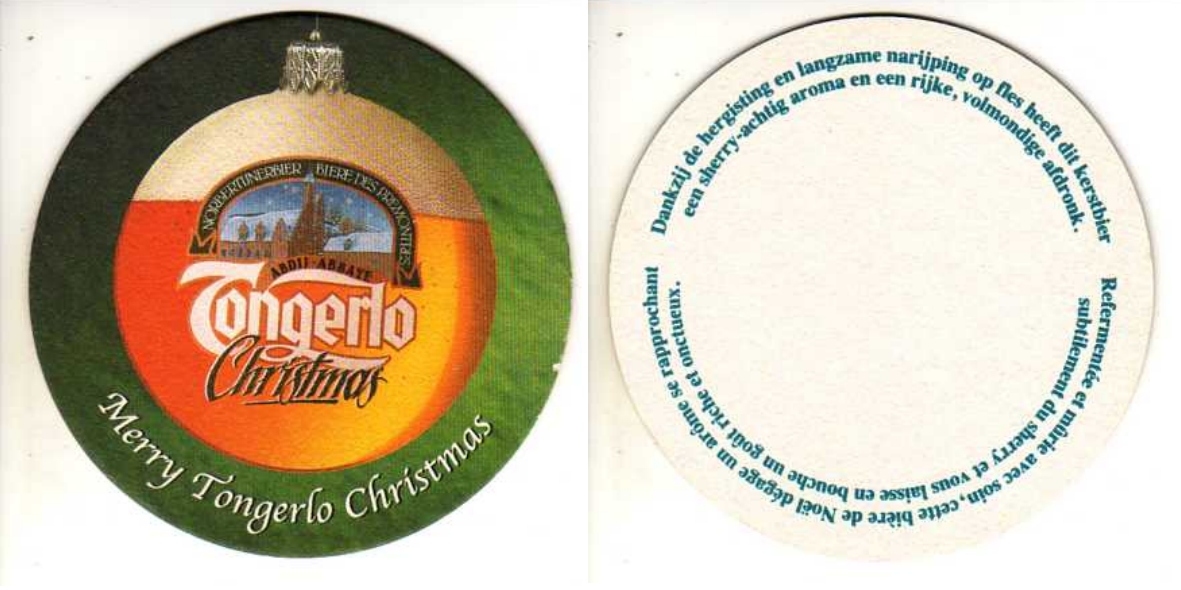 NORBERTIJNERBIER BIERE DES PREMONTRES
ABDIJ-ABBAYE
Tongerlo
Christmas
Merry Tongerlo Christmas
Dankzij de hergisting en langzame narijping op fles heeft dit kerstbier
een sherry-achtig aroma en een rijke, volmondige afdronk.
Refermentée et mûrie avec soin, cette bière de Noël dégage un arôme se rapprochant
subtilement du sherry et vous laisse en bouche un goût riche et onctueux.